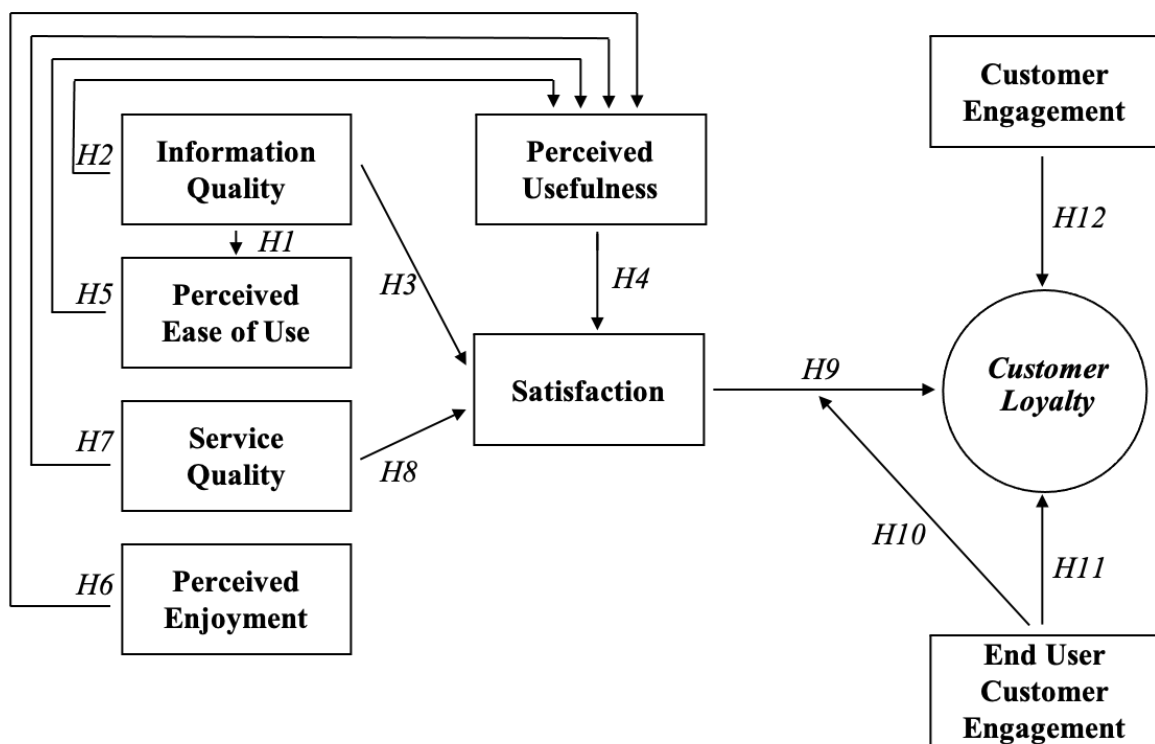 Customer
Engagement
H2
Information
Quality
Perceived
Usefulness
H12
H1
H5
Perceived
Ease of Use
H3
H4
Satisfaction
H9
Customer
Loyalty
H7
Service
Quality
H8
H10
H6
Perceived
Enjoyment
H11
End User
Customer
Engagement